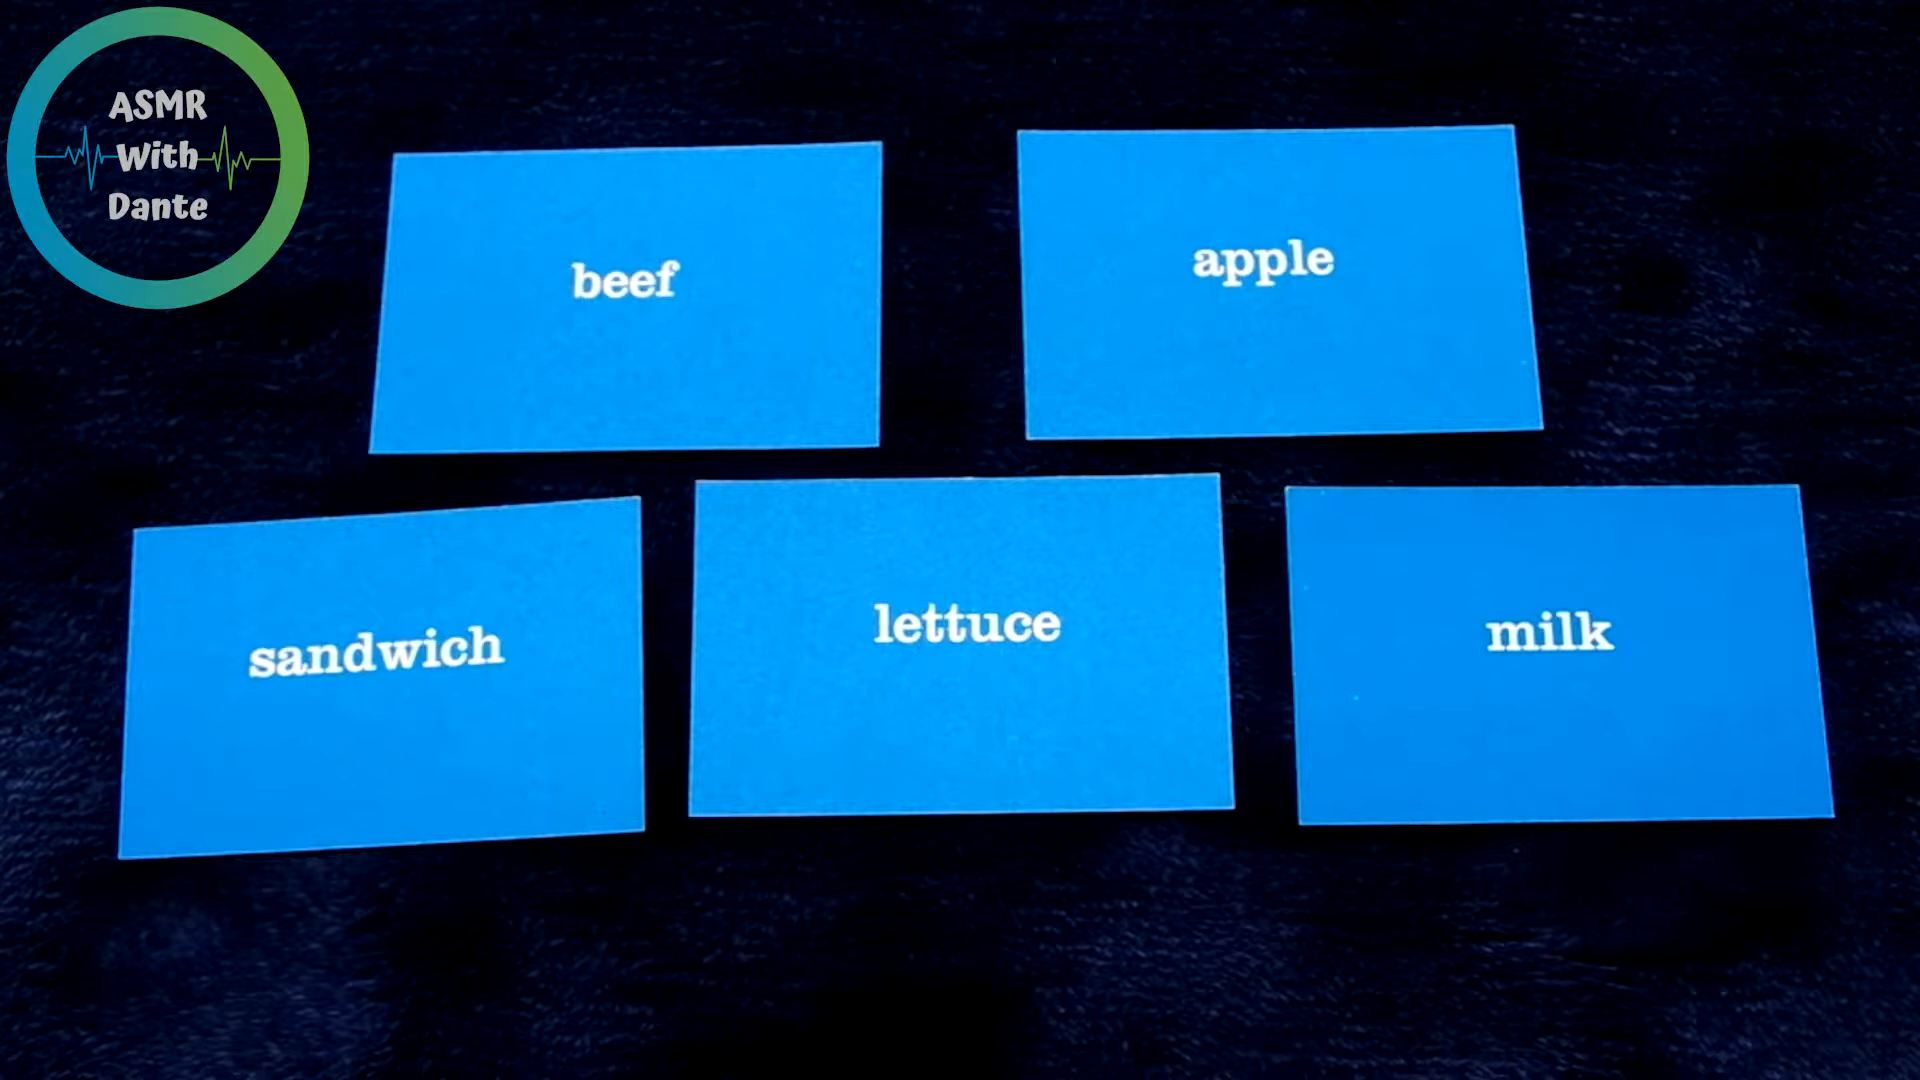 ASMR
With
Dante
beef
apple
sandwich
lettuce
milk